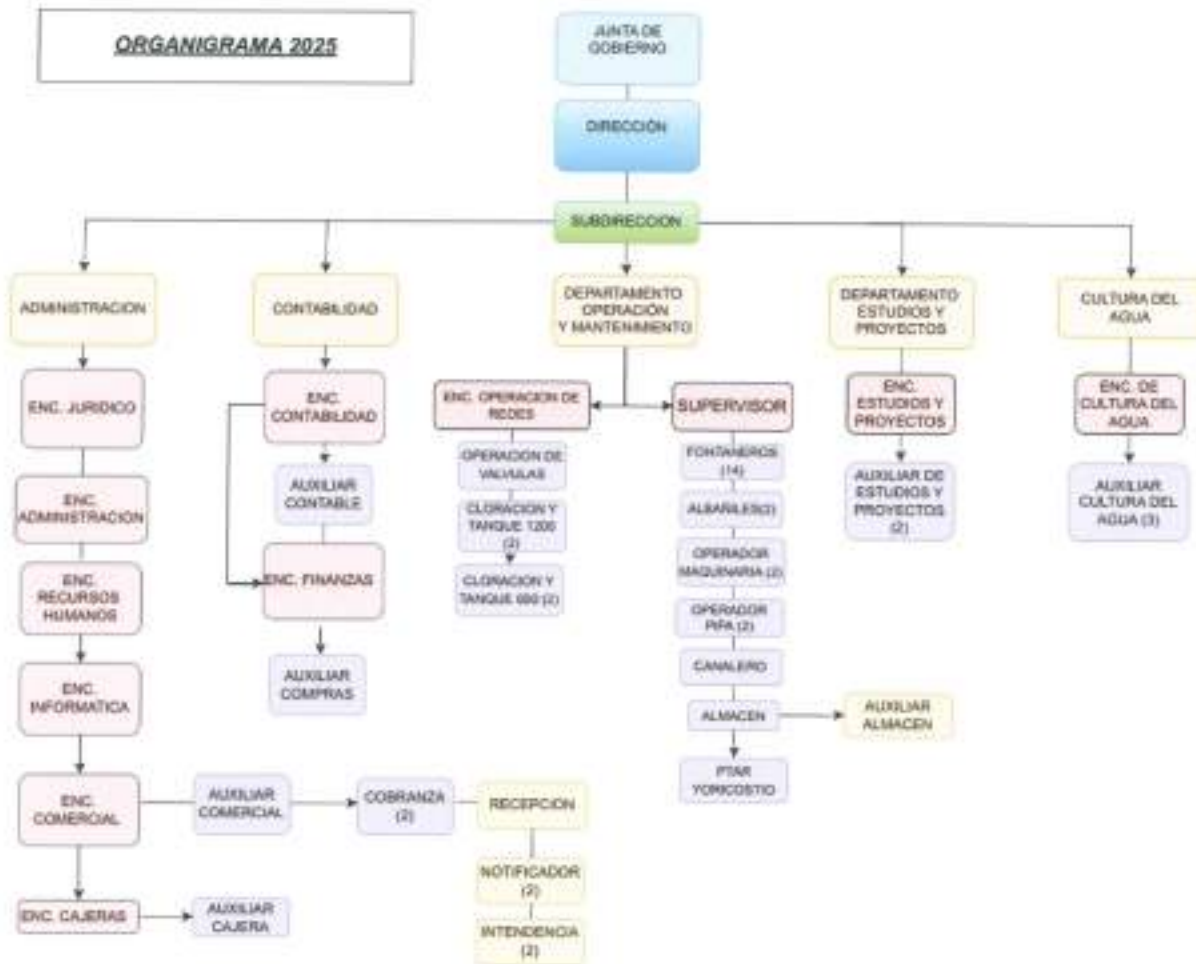 ORGANIGRAMA 2025
JUNTA DE
GOBIERNO
DIRECCIÓN
SUBDIRECCION
ADMINISTRACION
CONTABILIDAD
DEPARTAMENTO
OPERACIÓN
Y MANTENIMIENTO
DEPARTAMENTO
ESTUDIOS Y
PROYECTOS
CULTURA DEL
AGUA
ENC. JURIDICO
ENC.
ADMINISTRACIÓN
ENC.
RECURSOS
HUMANOS
ENC.
INFORMATICA
ENC.
COMERCIAL
ENC. CAJERAS
AUXILIAR
CAJERA
AUXILIAR
COMERCIAL
COBRANZA
(2)
RECEPCION
NOTIFICADOR
(2)
INTENDENCIA
(2)
ENC.
CONTABILIDAD
AUXILIAR
CONTABLE
ENC. FINANZAS
AUXILIAR
COMPRAS
ENC. OPERACION DE
REDES
OPERACION DE
VALVULAS
CLORACION Y
TANQUE 1200
(2)
CLORACION Y
TANQUE (2)
SUPERVISOR
FONTANEROS
(14)
OPERADOR
MAQUINARIA (2)
OPERADOR
PIPA (2)
CANALERO
ALMACEN
AUXILIAR
ALMACEN
PTAR
YORICOSTIO
ENC.
ESTUDIOS Y
PROYECTOS
AUXILIAR DE
ESTUDIOS Y
PROYECTOS
(2)
ENC. DE
CULTURA DEL
AGUA
AUXILIAR
CULTURA DEL
AGUA (3)